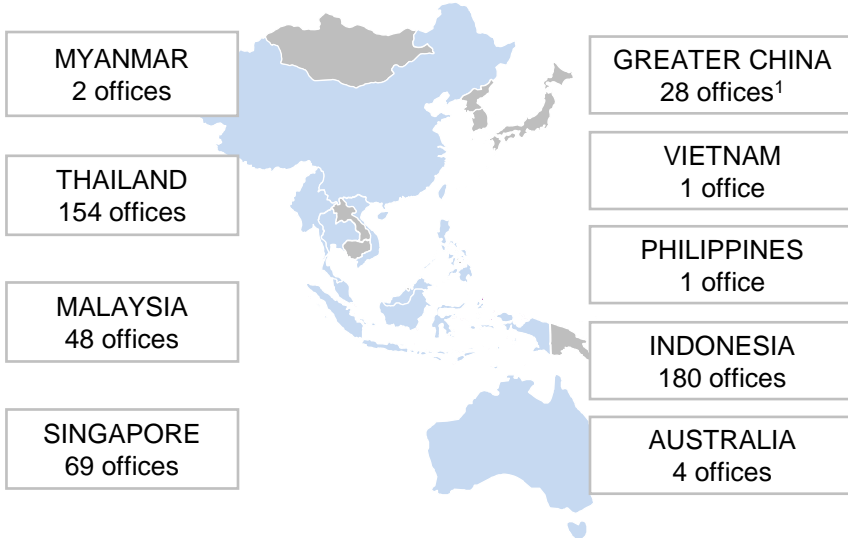 MYANMAR
2 offices
THAILAND
154 offices
MALAYSIA
48 offices
SINGAPORE
69 offices
GREATER CHINA
28 offices¹
VIETNAM
1 office
PHILIPPINES
1 office
INDONESIA
180 offices
AUSTRALIA
4 offices